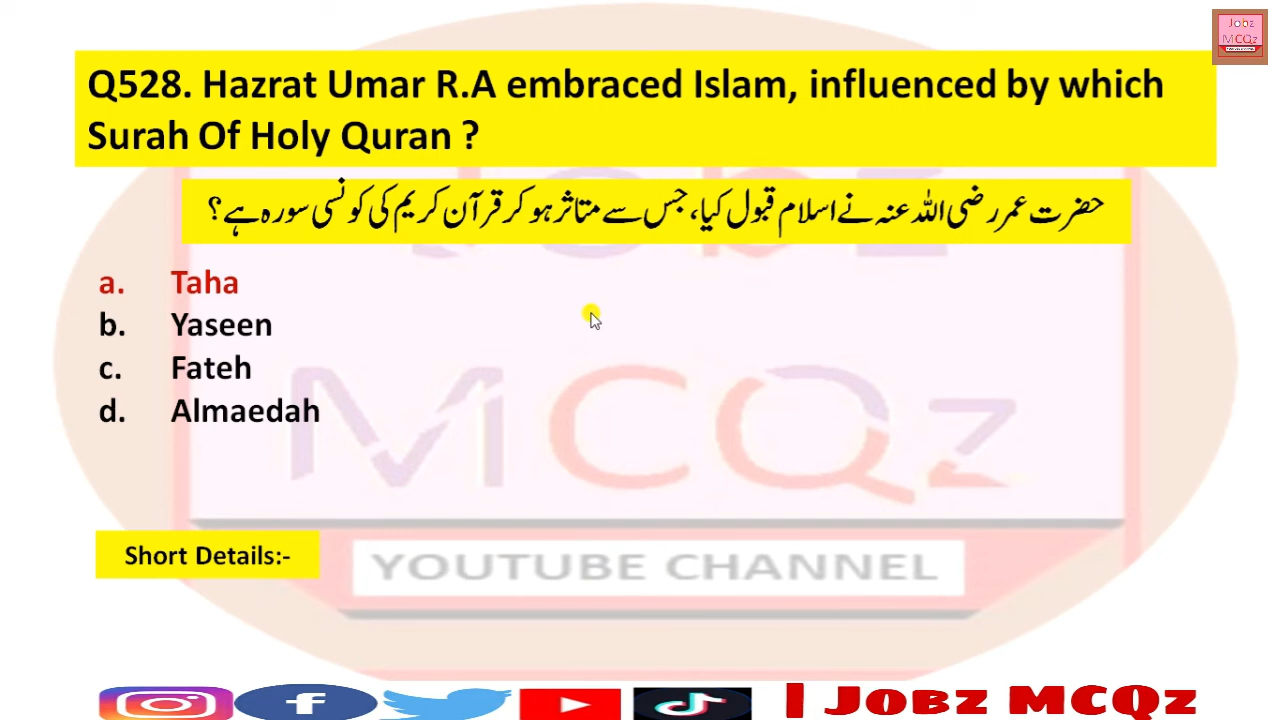 Jobz
MCQz
Q528. Hazrat Umar R.A embraced Islam, influenced by which
Surah Of Holy Quran ?
حضرت عمر رضی اللہ عنہ نے اسلام قبول کیا، جس سے متاثر ہو کر قرآن کریم کی کونسی سورہ ہے؟
a. Taha
b. Yaseen
c. Fateh
d. Almaedah
MCQz
Short Details:-
YOUTUBE CHANNEL
| Jobz MCQz